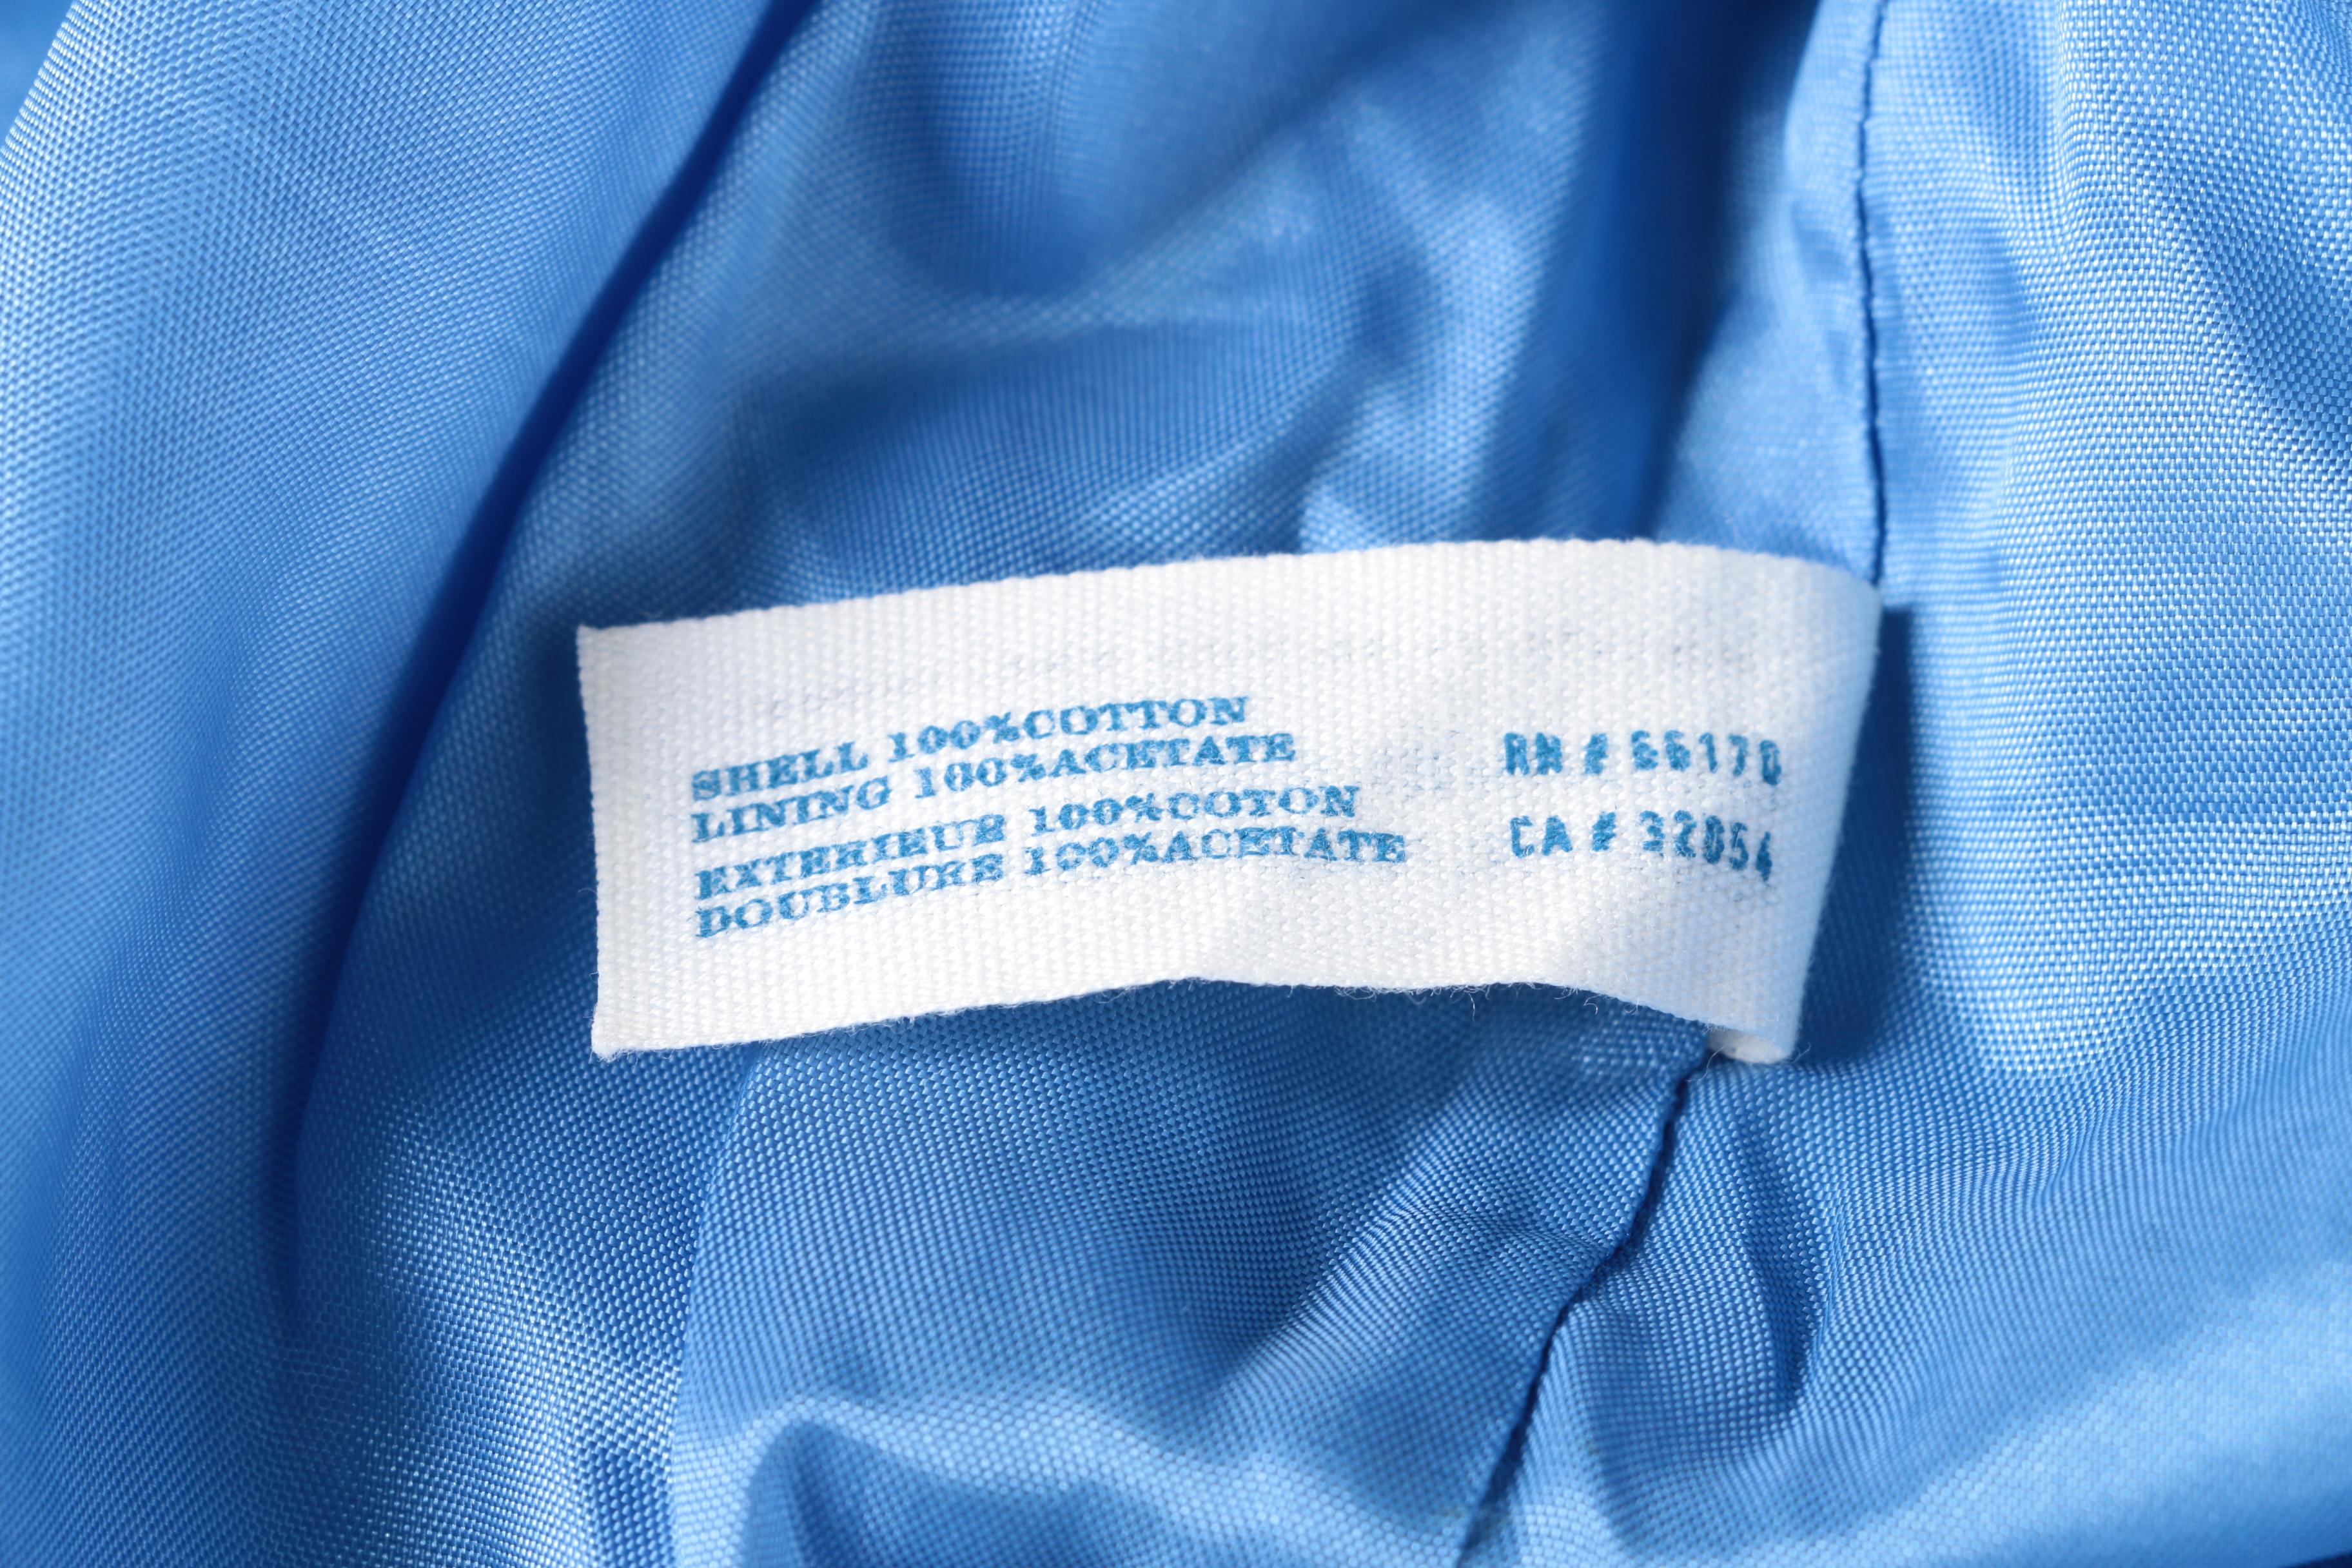 SHELL 100%COTTON
LINING 100%ACETATE
EXTERIEUR 100%COTON
DOUBLURE 100%ACETATE
RN # 66170
CA # 32054